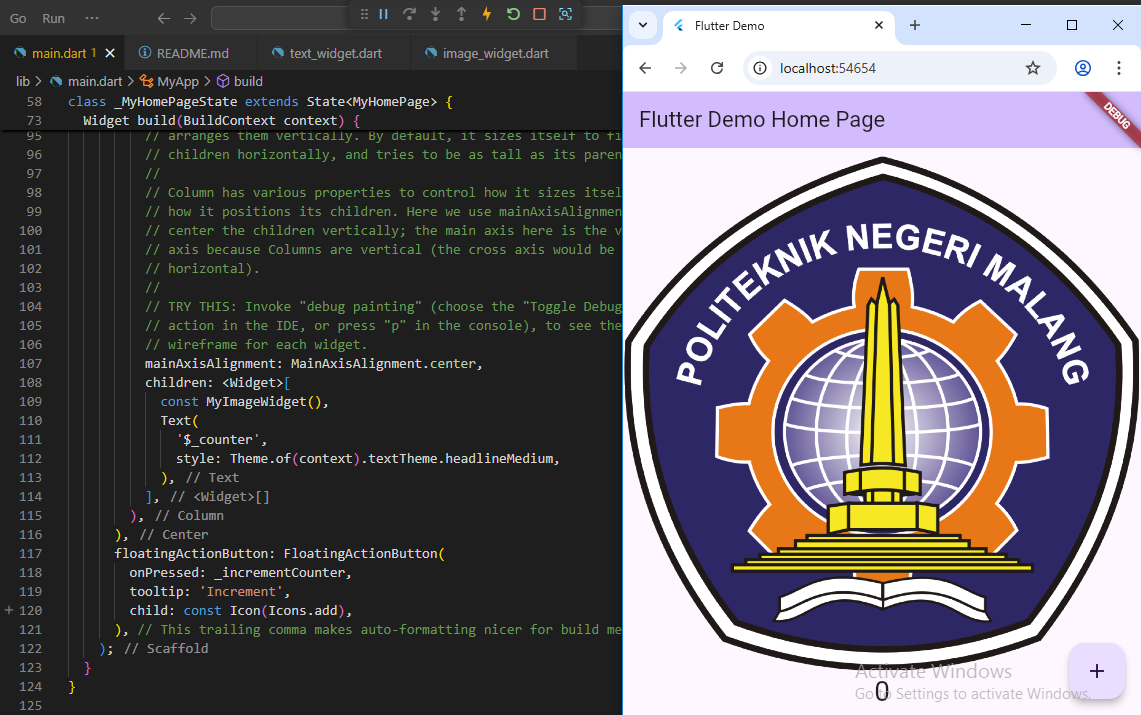 Go Run ···
main.dart 1 README.md text_widget.dart image_widget.dart
lib > main.dart > MyApp > build
58 class _MyHomePageState extends State<MyHomePage> {
73 Widget build(BuildContext context) {
95 // arranges them vertically. By default, it sizes itself to fi
96 // children horizontally, and tries to be as tall as its paren
97 //
98 // Column has various properties to control how it sizes itsel
99 // how it positions its children. Here we use mainAxisAlignmen
100 // center the children vertically; the main axis here is the v
101 // axis because Columns are vertical (the cross axis would be
102 // horizontal).
103 //
104 // TRY THIS: Invoke "debug painting" (choose the "Toggle Debug
105 // action in the IDE, or press "p" in the console), to see the
106 // wireframe for each widget.
107 mainAxisAlignment: MainAxisAlignment.center,
108 children: <Widget>[
109 const MyImageWidget(),
110 Text(
111 '$_counter',
112 style: Theme.of(context).textTheme.headlineMedium,
113 ), // Text
114 ], // <Widget>[]
115 ), // Column
116 ), // Center
117 floatingActionButton: FloatingActionButton(
118 onPressed: _incrementCounter,
119 tooltip: 'Increment',
120 child: const Icon(Icons.add),
121 ), // This trailing comma makes auto-formatting nicer for build me
122 ); // Scaffold
123 }
124 }
125
Flutter Demo
localhost:54654
Flutter Demo Home Page
DEBUG
POLITEKNIK NEGERI MALANG
Activate Windows
Go to Settings to activate Windows.
0